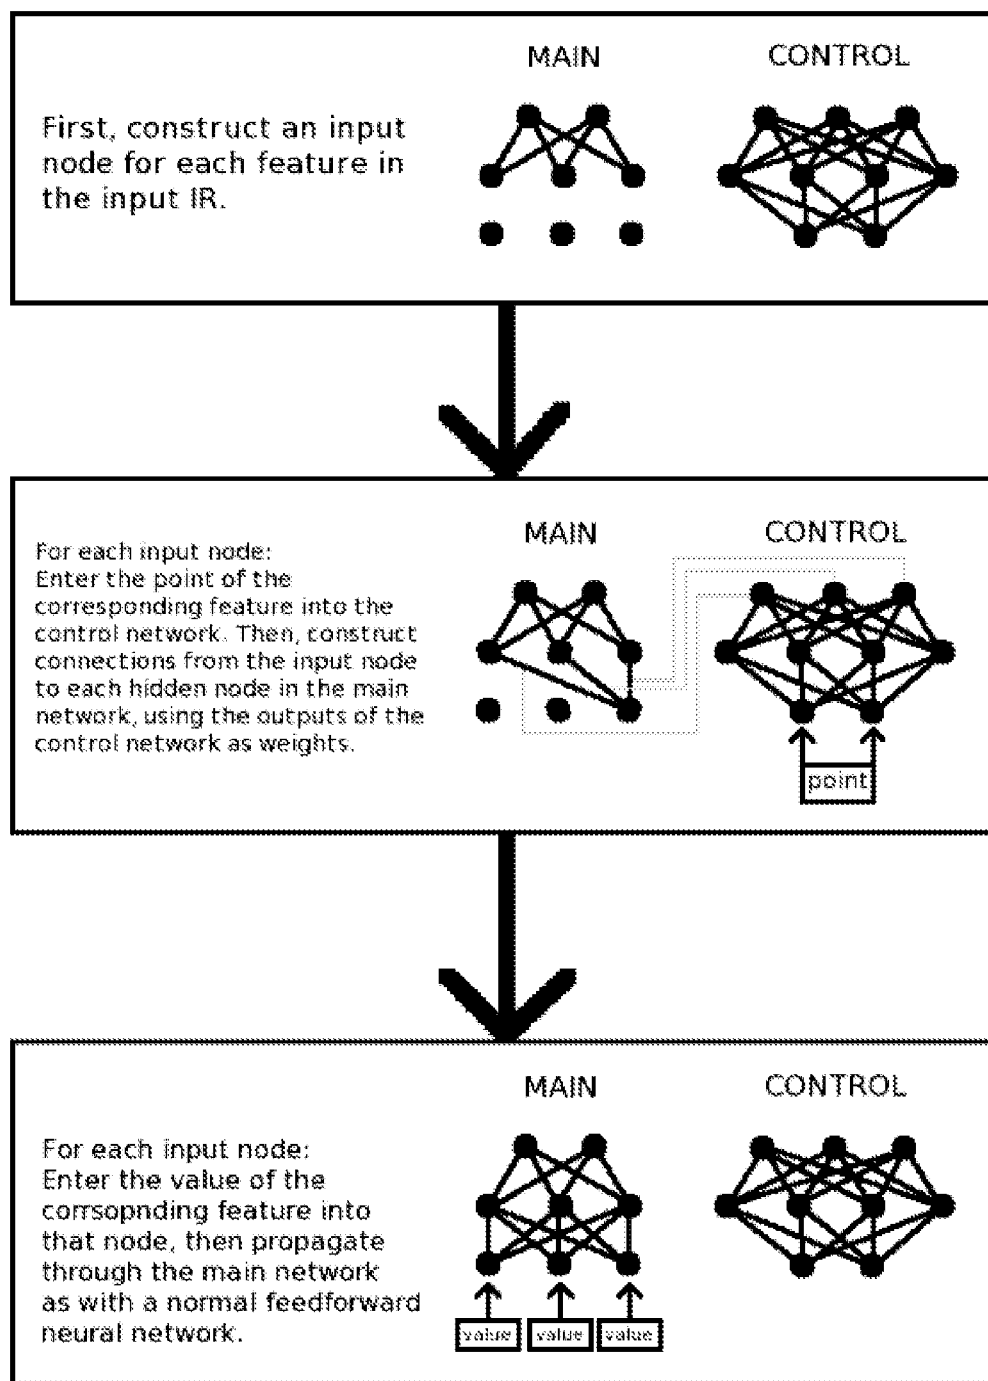 MAIN CONTROL
First, construct an input
node for each feature in
the input IR.
MAIN CONTROL
For each input node:
Enter the point of the
corresponding feature into the
control network. Then, construct
connections from the input node
to each hidden node in the main
network, using the outputs of the
control network as weights.
point
MAIN CONTROL
For each input node:
Enter the value of the
corrsopnding feature into
that node, then propagate
through the main network
as with a normal feedforward
neural network.
value value value